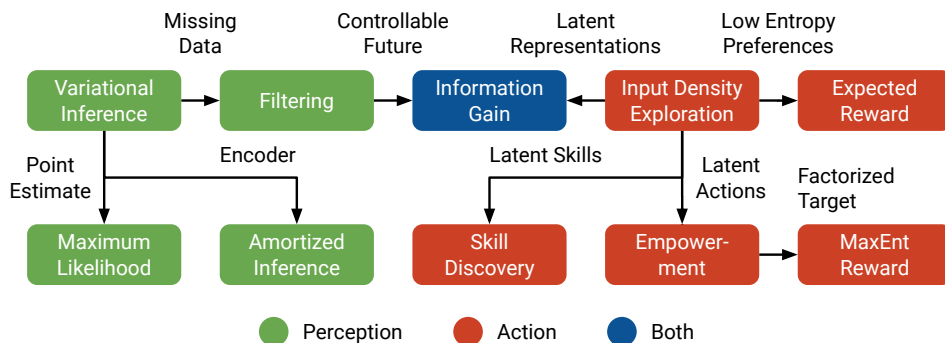 Missing
Data
Controllable
Future
Latent
Representations
Low Entropy
Preferences
Variational
Inference
Filtering
Information
Gain
Input Density
Exploration
Expected
Reward
Point
Estimate
Encoder
Latent Skills
Latent
Actions
Factorized
Target
Maximum
Likelihood
Amortized
Inference
Skill
Discovery
Empower-
ment
MaxEnt
Reward
Perception
Action
Both